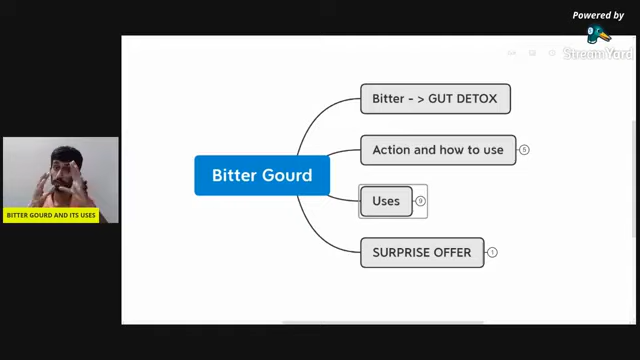 Powered by
StreamYard
Bitter - > GUT DETOX
Action and how to use
5
Bitter Gourd
Uses
9
SURPRISE OFFER
1
BITTER GOURD AND ITS USES